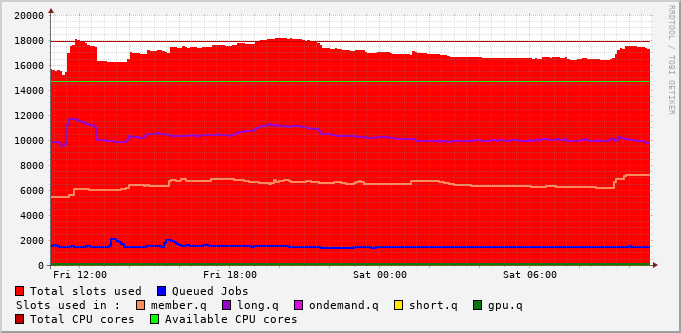 RRDTOOL / TOBI OETIKER
20000
18000
16000
14000
12000
10000
8000
6000
4000
2000
0
Fri 12:00 Fri 18:00 Sat 00:00 Sat 06:00
Total slots used Queued Jobs
Slots used in : member.q long.q ondemand.q short.q gpu.q
Total CPU cores Available CPU cores